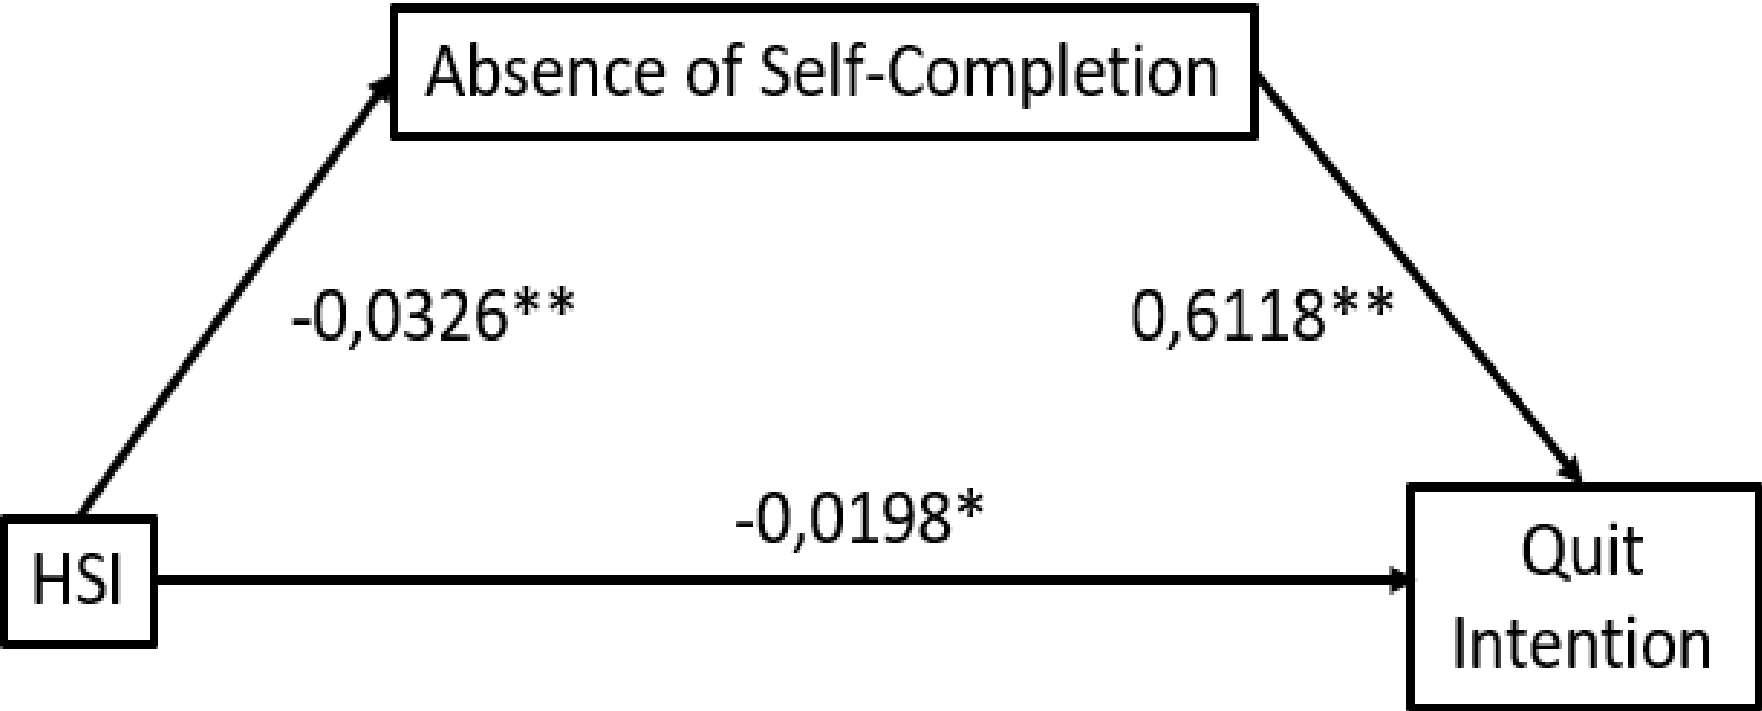 Absence of Self-Completion
-0,0326**
0,6118**
-0,0198*
HSI
Quit
Intention